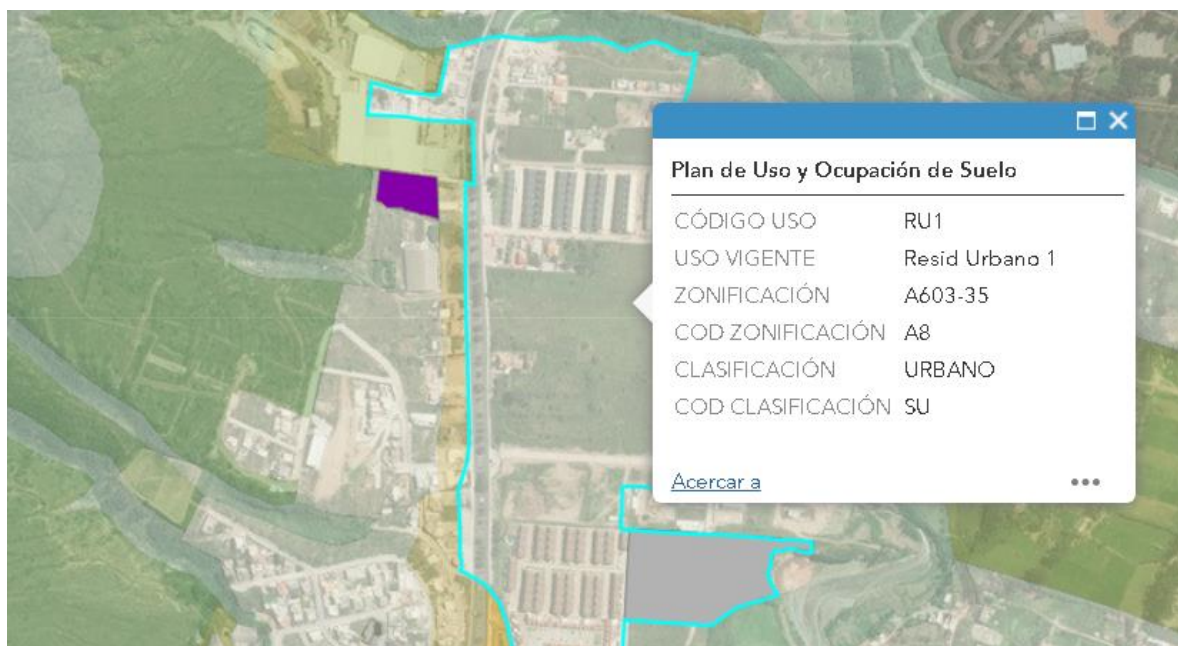 Plan de Uso y Ocupación de Suelo
CÓDIGO USO RU1
USO VIGENTE Resid Urbano 1
ZONIFICACIÓN A603-35
COD ZONIFICACIÓN A8
CLASIFICACIÓN URBANO
COD CLASIFICACIÓN SU
Acercar a